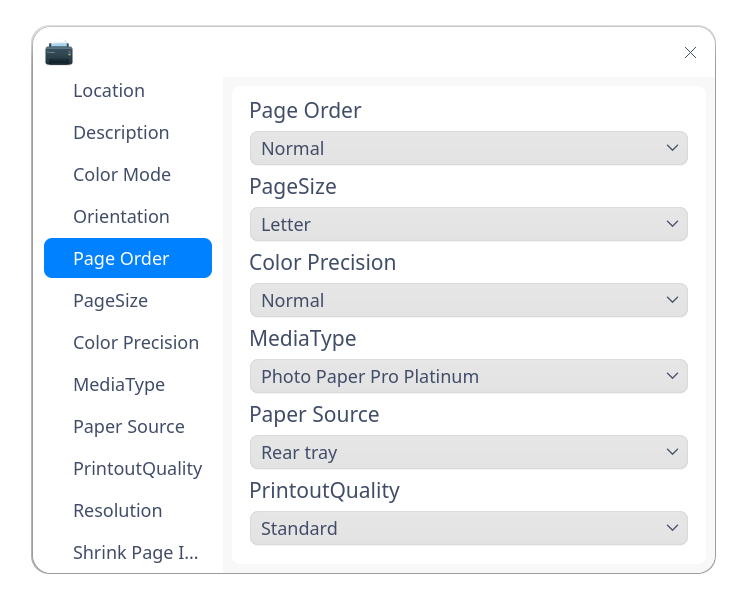 Location
Description
Color Mode
Orientation
Page Order
PageSize
Color Precision
MediaType
Paper Source
PrintoutQuality
Resolution
Shrink Page I...
Page Order
Normal
PageSize
Letter
Color Precision
Normal
MediaType
Photo Paper Pro Platinum
Paper Source
Rear tray
PrintoutQuality
Standard